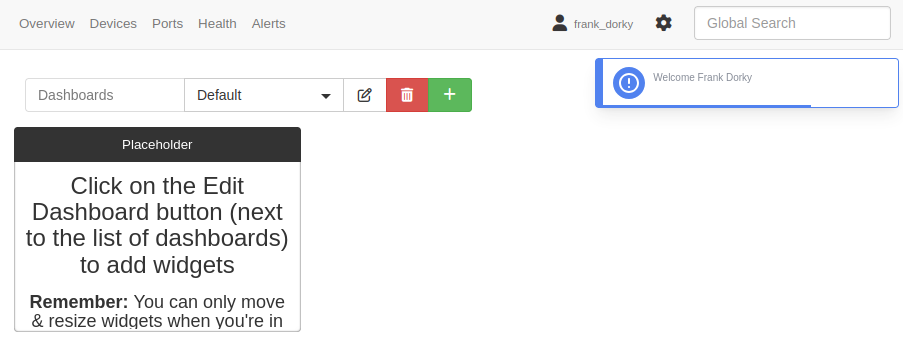 Overview Devices Ports Health Alerts frank_dorky Global Search
Welcome Frank Dorky
Dashboards Default
Placeholder
Click on the Edit
Dashboard button (next
to the list of dashboards)
to add widgets
Remember: You can only move
& resize widgets when you're in